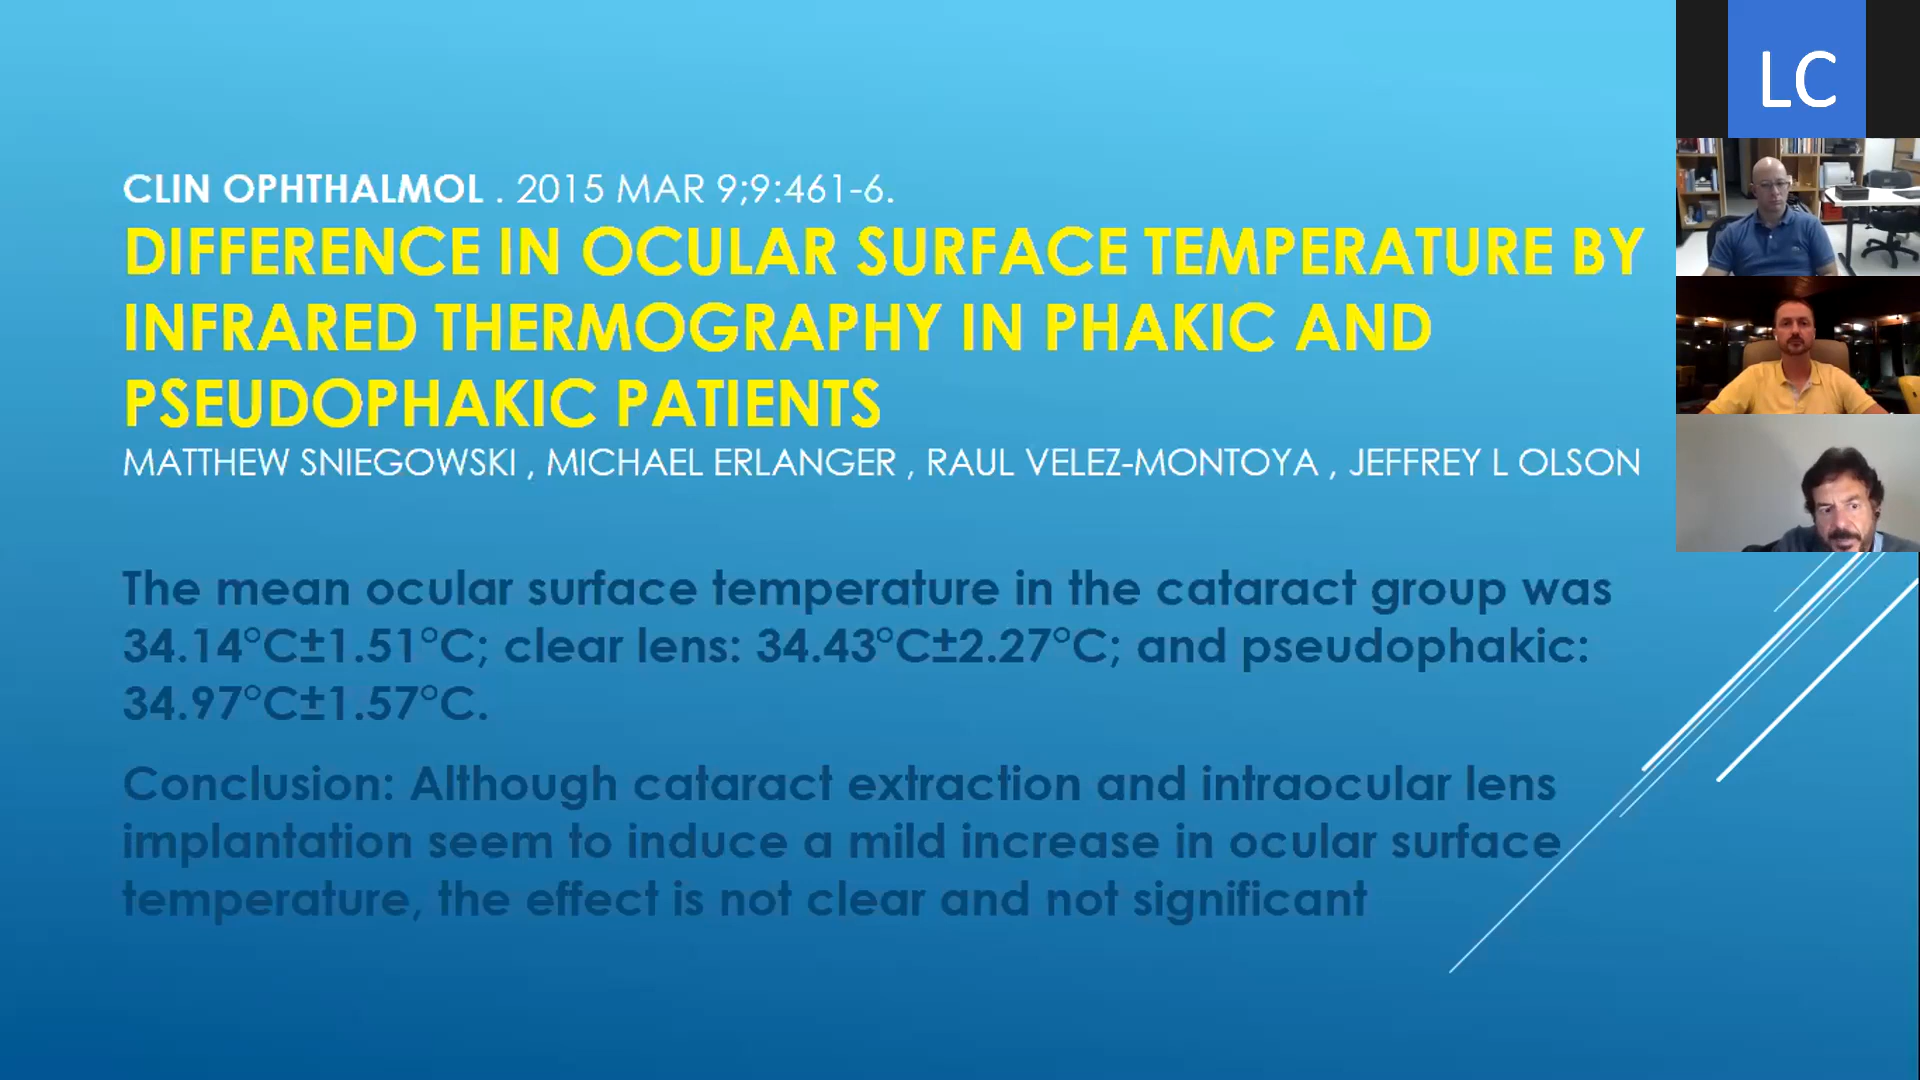 CLIN OPHTHALMOL . 2015 MAR 9;9:461-6.
DIFFERENCE IN OCULAR SURFACE TEMPERATURE BY
INFRARED THERMOGRAPHY IN PHAKIC AND
PSEUDOPHAKIC PATIENTS
MATTHEW SNIEGOWSKI , MICHAEL ERLANGER , RAUL VELEZ-MONTOYA , JEFFREY L OLSON
The mean ocular surface temperature in the cataract group was
34.14°C±1.51°C; clear lens: 34.43°C±2.27°C; and pseudophakic:
34.97°C±1.57°C.
Conclusion: Although cataract extraction and intraocular lens
implantation seem to induce a mild increase in ocular surface
temperature, the effect is not clear and not significant
LC